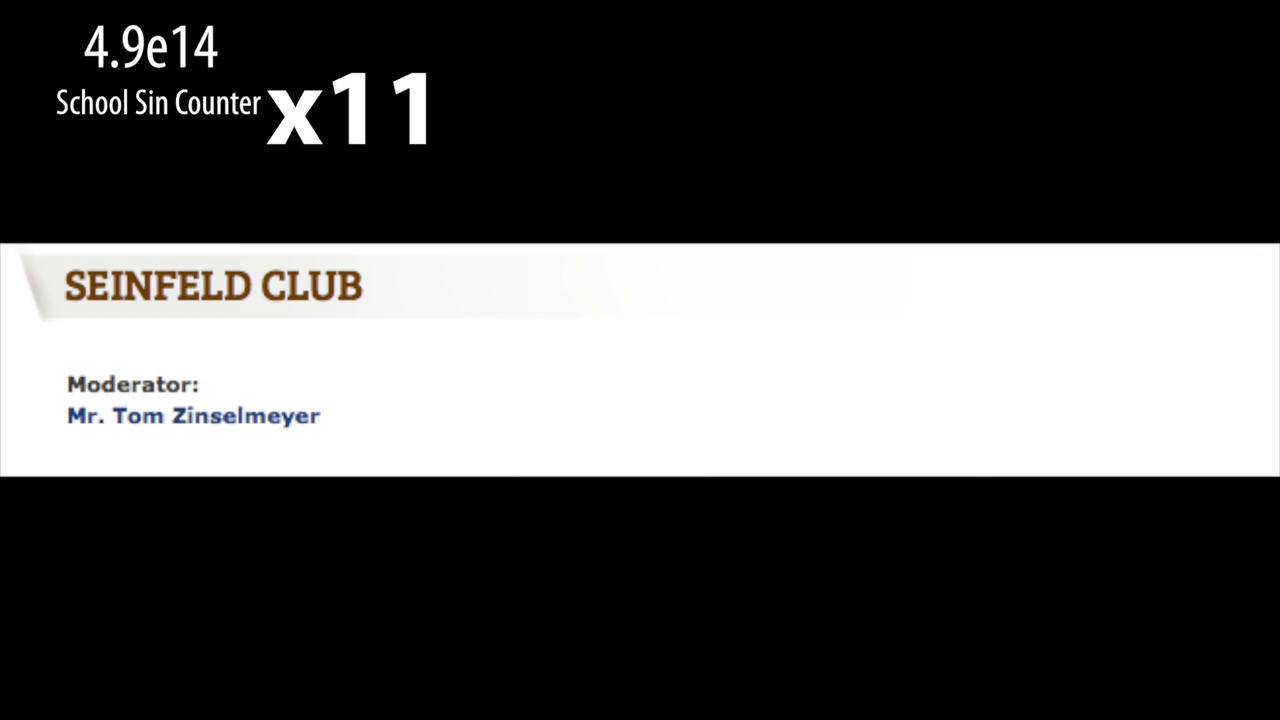 4.9e14
School Sin Counter x11
SEINFELD CLUB
Moderator:
Mr. Tom Zinselmeyer